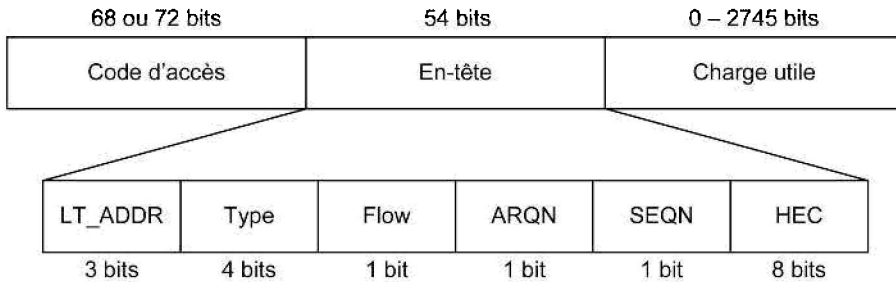 68 ou 72 bits 54 bits 0 – 2745 bits
Code d'accès En-tête Charge utile
LT_ADDR Type Flow ARQN SEQN HEC
3 bits 4 bits 1 bit 1 bit 1 bit 8 bits